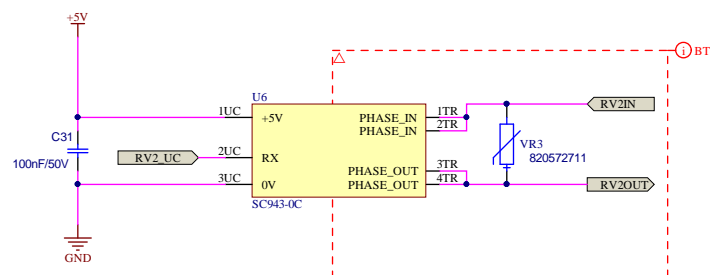 +5V
i BT
U6
1UC +5V PHASE_IN 1TR RV2IN
PHASE_IN 2TR
C31
100nF/50V
RV2_UC 2UC RX
VR3
820572711
PHASE_OUT 3TR
3UC 0V PHASE_OUT 4TR RV2OUT
SC943-0C
GND